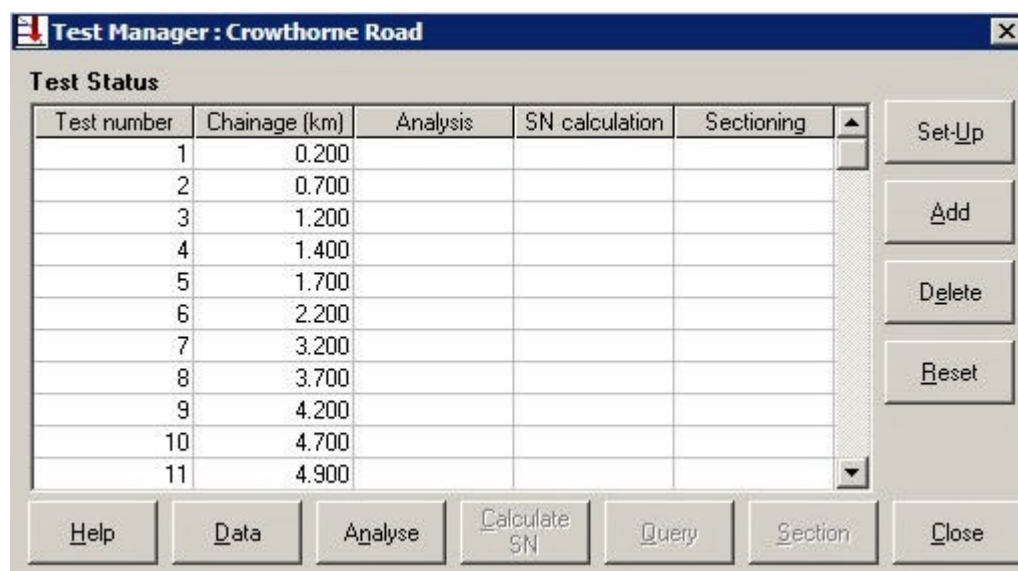 Test Manager : Crowthorne Road
Test Status
Test number Chainage (km) Analysis SN calculation Sectioning
1 0.200
2 0.700
3 1.200
4 1.400
5 1.700
6 2.200
7 3.200
8 3.700
9 4.200
10 4.700
11 4.900
Set-Up
Add
Delete
Reset
Help Data Analyse Calculate SN Query Section Close